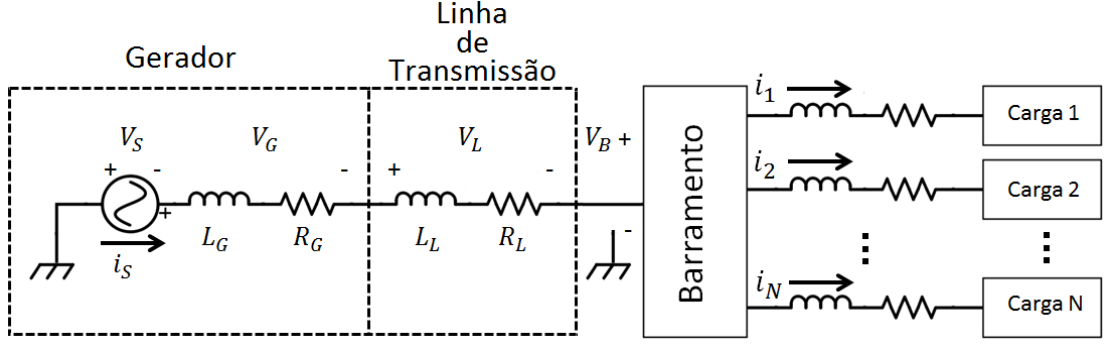 Linha
de
Transmissão
Gerador
V_S
+ -
V_G
+ -
V_L
+ -
V_B +
-
i_S
L_G
R_G
L_L
R_L
Barramento
i_1
Carga 1
i_2
Carga 2
i_N
Carga N